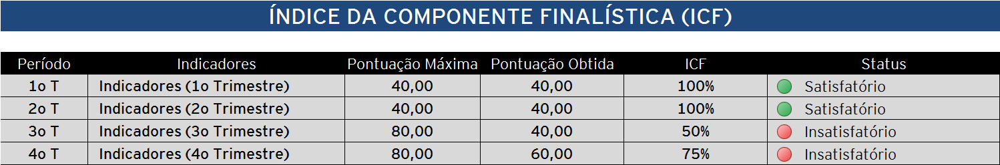 ÍNDICE DA COMPONENTE FINALÍSTICA (ICF)
Período Indicadores Pontuação Máxima Pontuação Obtida ICF Status
1o T Indicadores (1o Trimestre) 40,00 40,00 100% Satisfatório
2o T Indicadores (2o Trimestre) 40,00 40,00 100% Satisfatório
3o T Indicadores (3o Trimestre) 80,00 40,00 50% Insatisfatório
4o T Indicadores (4o Trimestre) 80,00 60,00 75% Insatisfatório